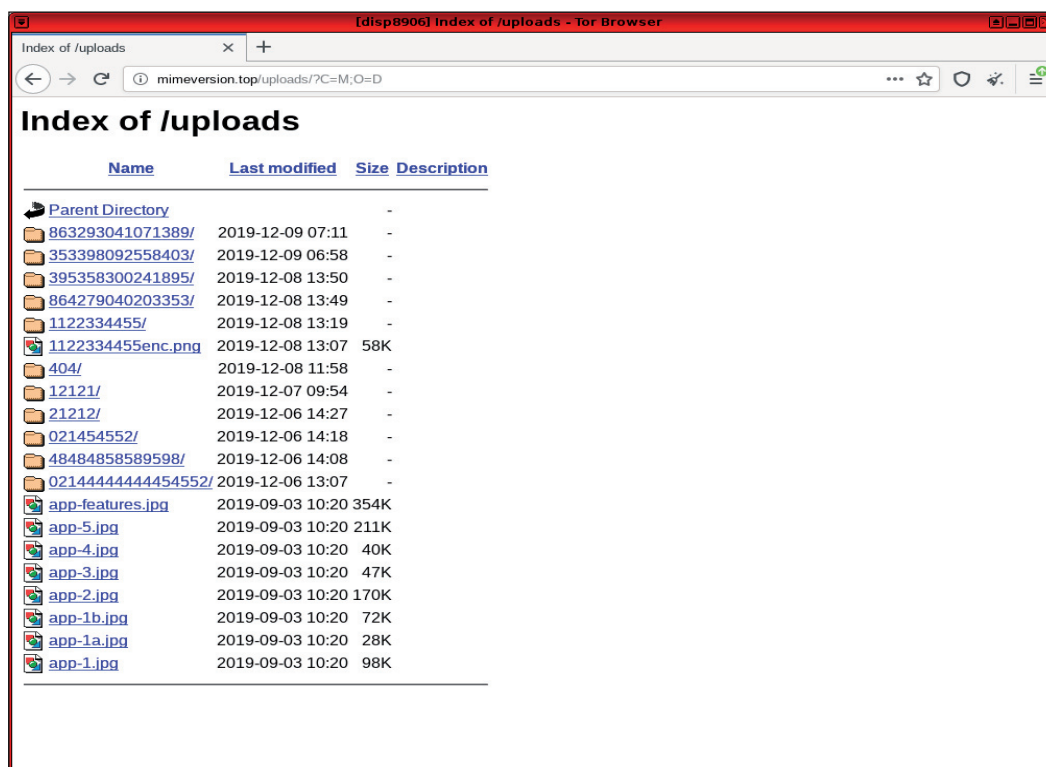 [disp8906] Index of /uploads - Tor Browser
Index of /uploads
mimeversion.top/uploads/?C=M;O=D
Index of /uploads
Name Last modified Size Description
Parent Directory -
863293041071389/ 2019-12-09 07:11 -
353398092558403/ 2019-12-09 06:58 -
395358300241895/ 2019-12-08 13:50 -
864279040203353/ 2019-12-08 13:49 -
1122334455/ 2019-12-08 13:19 -
1122334455enc.png 2019-12-08 13:07 58K
404/ 2019-12-08 11:58 -
12121/ 2019-12-07 09:54 -
21212/ 2019-12-06 14:27 -
021454552/ 2019-12-06 14:18 -
48484858589598/ 2019-12-06 14:08 -
02144444444454552/ 2019-12-06 13:07 -
app-features.jpg 2019-09-03 10:20 354K
app-5.jpg 2019-09-03 10:20 211K
app-4.jpg 2019-09-03 10:20 40K
app-3.jpg 2019-09-03 10:20 47K
app-2.jpg 2019-09-03 10:20 170K
app-1b.jpg 2019-09-03 10:20 72K
app-1a.jpg 2019-09-03 10:20 28K
app-1.jpg 2019-09-03 10:20 98K